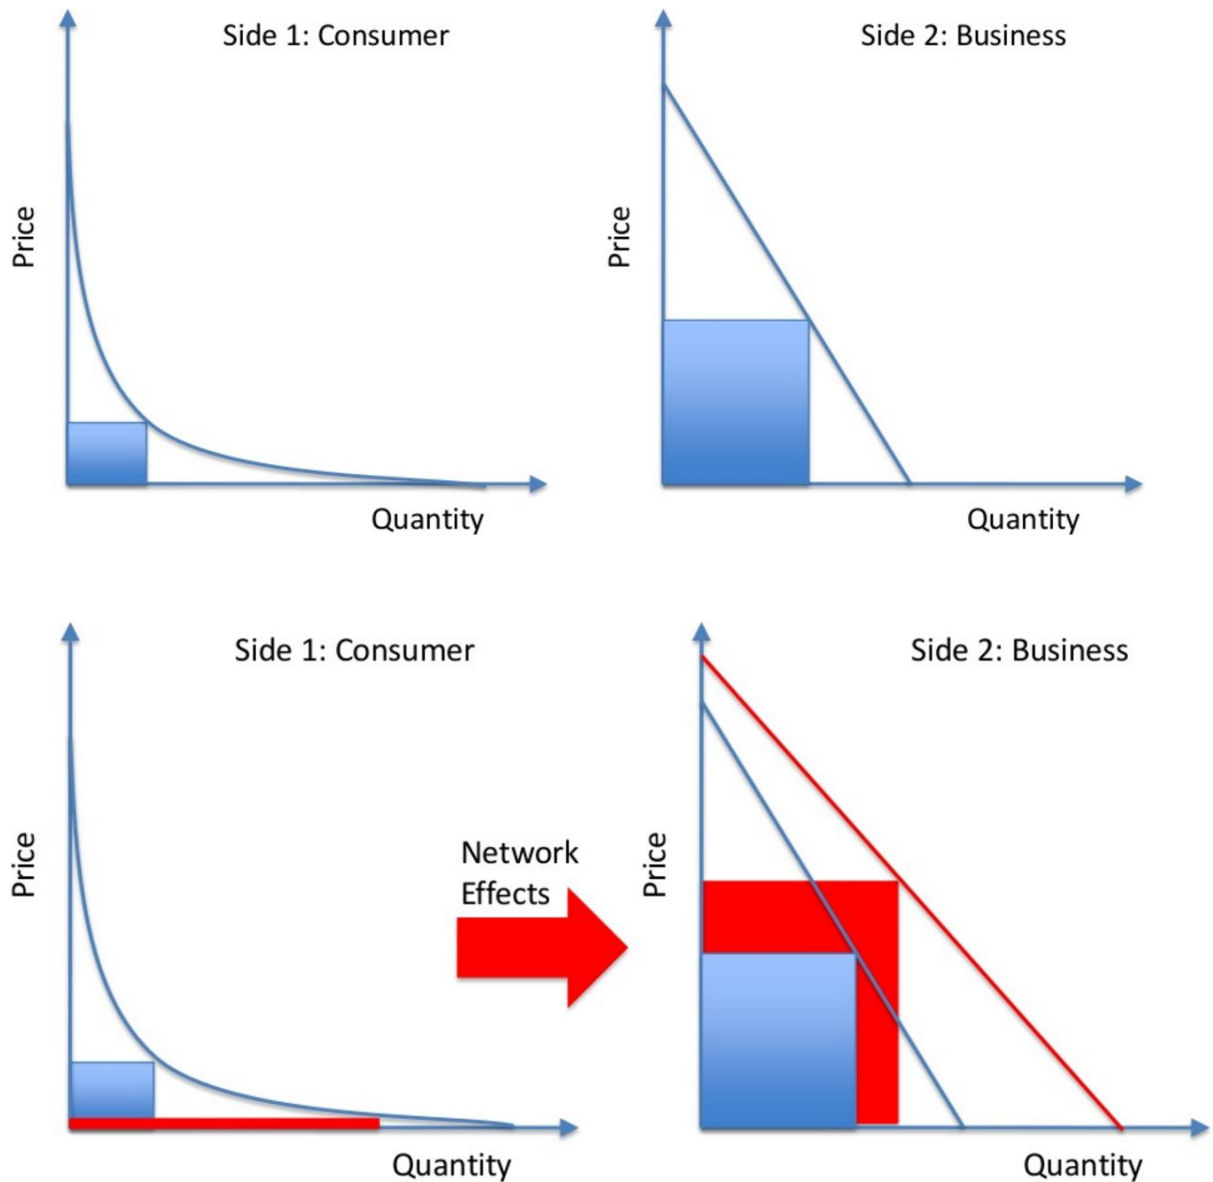 Side 1: Consumer
Side 2: Business
Price
Price
Quantity
Quantity
Side 1: Consumer
Side 2: Business
Network
Effects
Price
Price
Quantity
Quantity